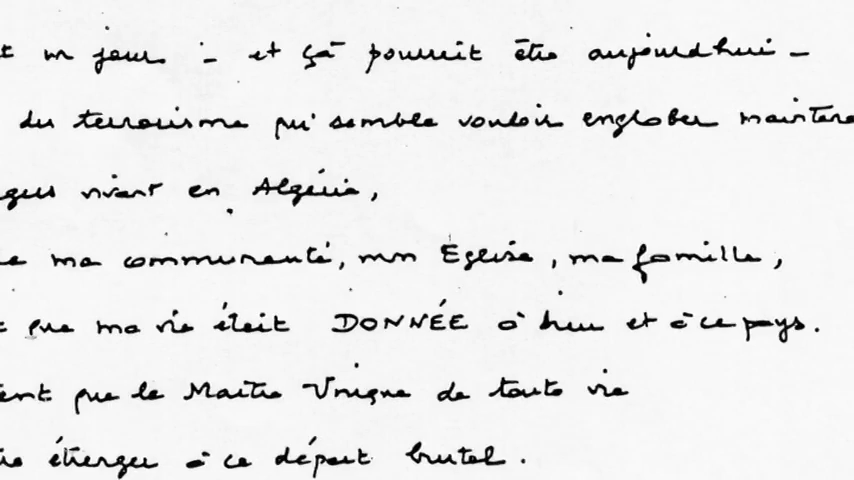 un jour - et ça pourrait être aujourd'hui -
du terrorisme qui semble vouloir englober
vivant en Algérie,
ma communauté, mon Eglise, ma famille,
que ma vie était DONNÉE à Dieu et à ce pays.
que le Maître Unique de toute vie
étranger à ce départ brutal.